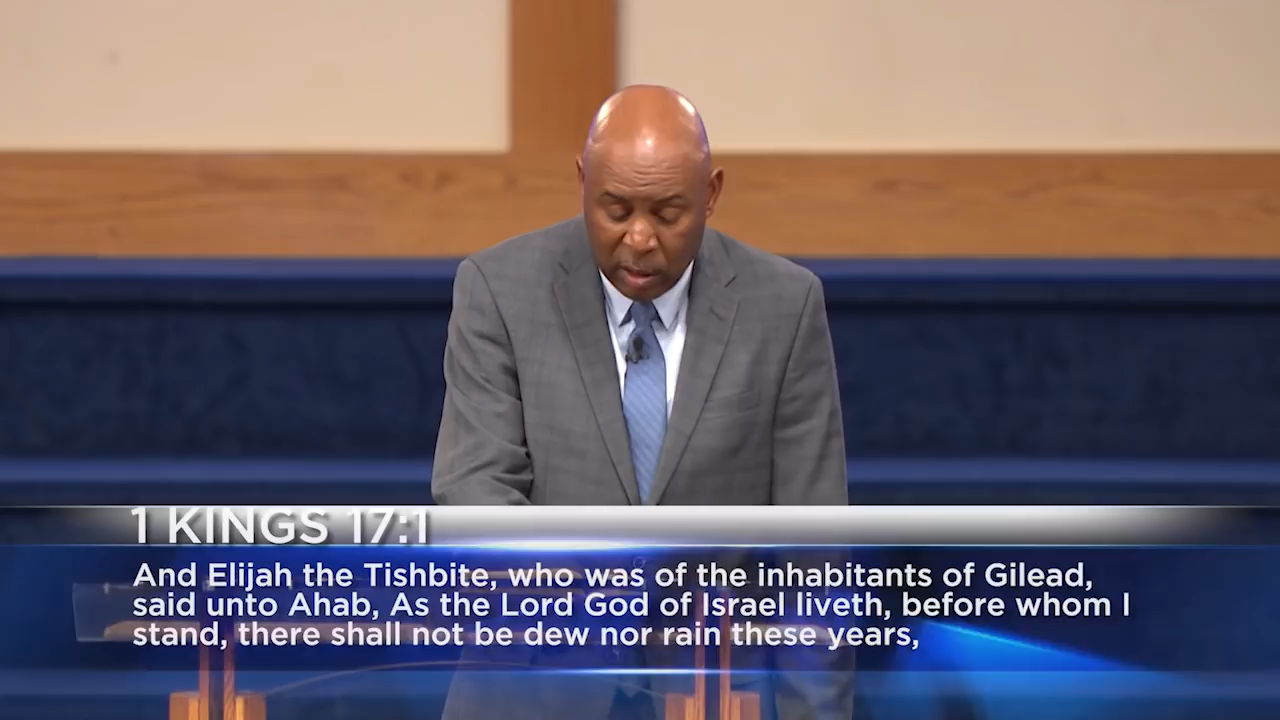 1 KINGS 17:1
And Elijah the Tishbite, who was of the inhabitants of Gilead,
said unto Ahab, As the Lord God of Israel liveth, before whom I
stand, there shall not be dew nor rain these years,